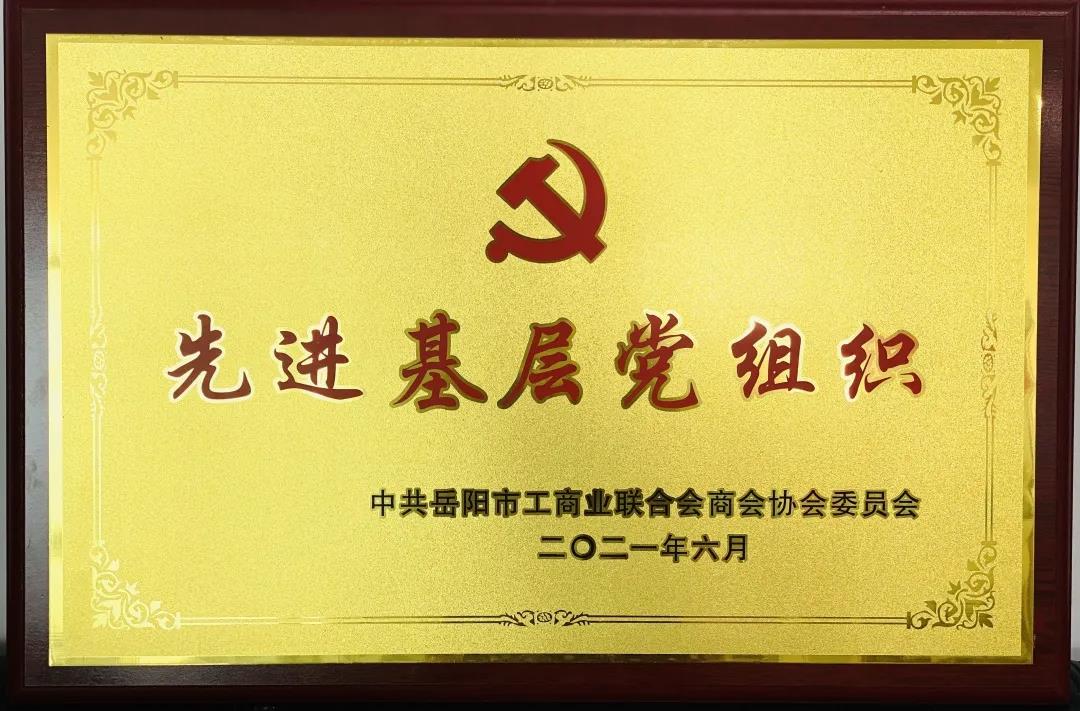 先进基层党组织
中共岳阳市工商业联合会商会协会委员会
二〇二一年六月